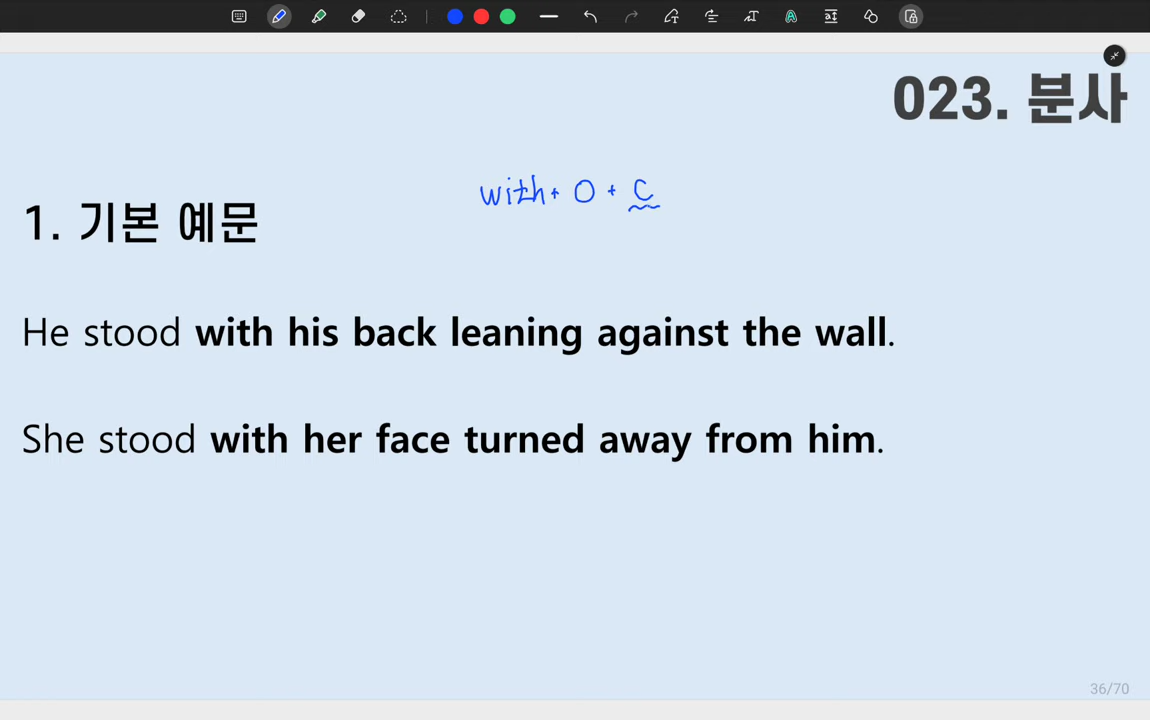 023. 분사
with + O + C
1. 기본 예문
He stood with his back leaning against the wall.
She stood with her face turned away from him.
36/70